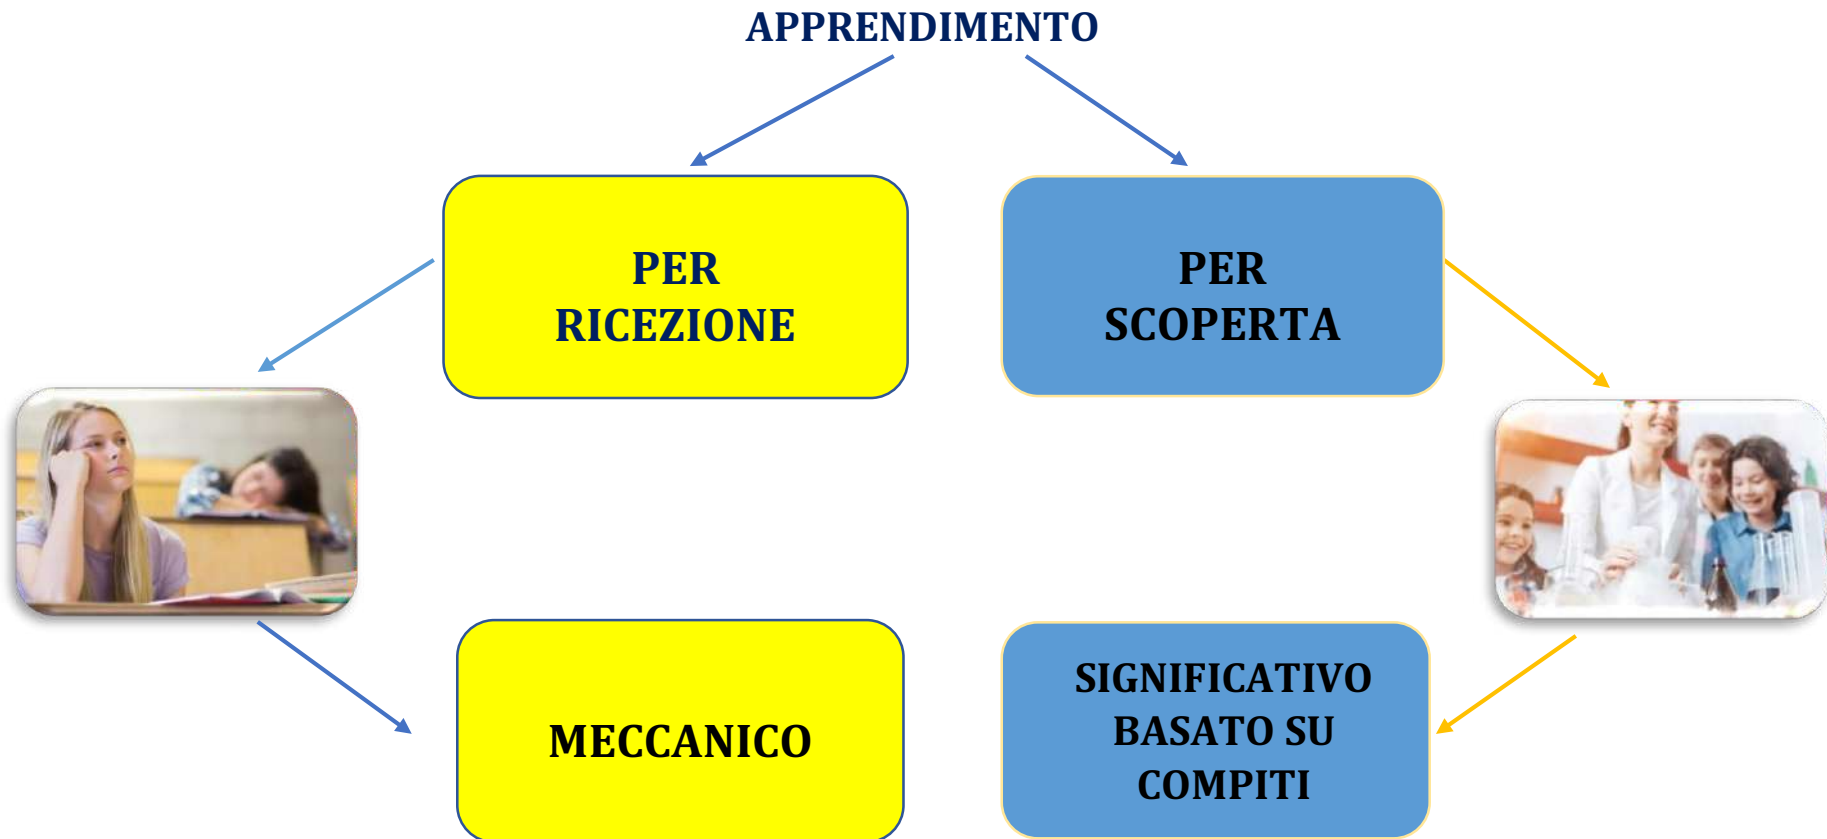 APPRENDIMENTO
PER
RICEZIONE
PER
SCOPERTA
MECCANICO
SIGNIFICATIVO
BASATO SU
COMPITI